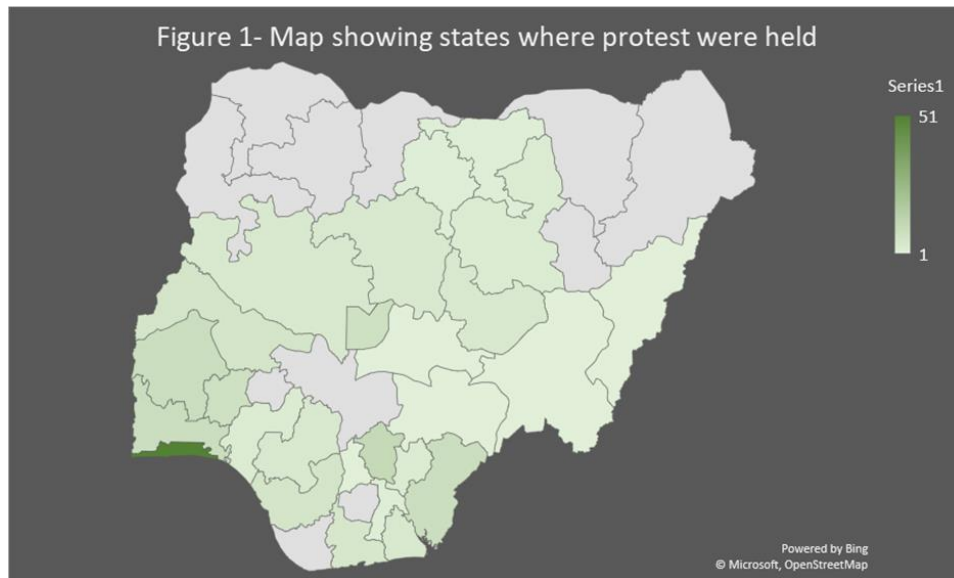 Figure 1- Map showing states where protest were held
Series1
51
1
Powered by Bing
© Microsoft, OpenStreetMap